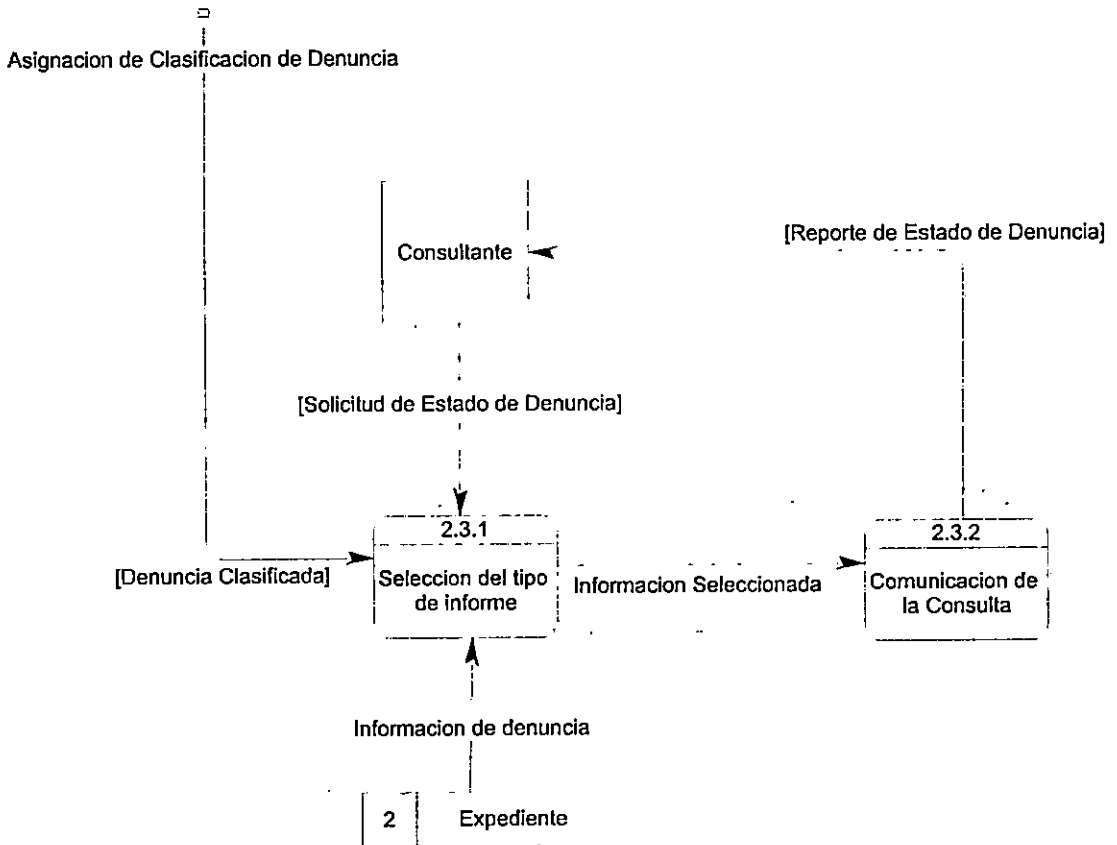 Asignacion de Clasificacion de Denuncia
Consultante
[Reporte de Estado de Denuncia]
[Solicitud de Estado de Denuncia]
2.3.1
Seleccion del tipo
de informe
2.3.2
Comunicacion de
la Consulta
[Denuncia Clasificada]
Informacion Seleccionada
Informacion de denuncia
2
Expediente